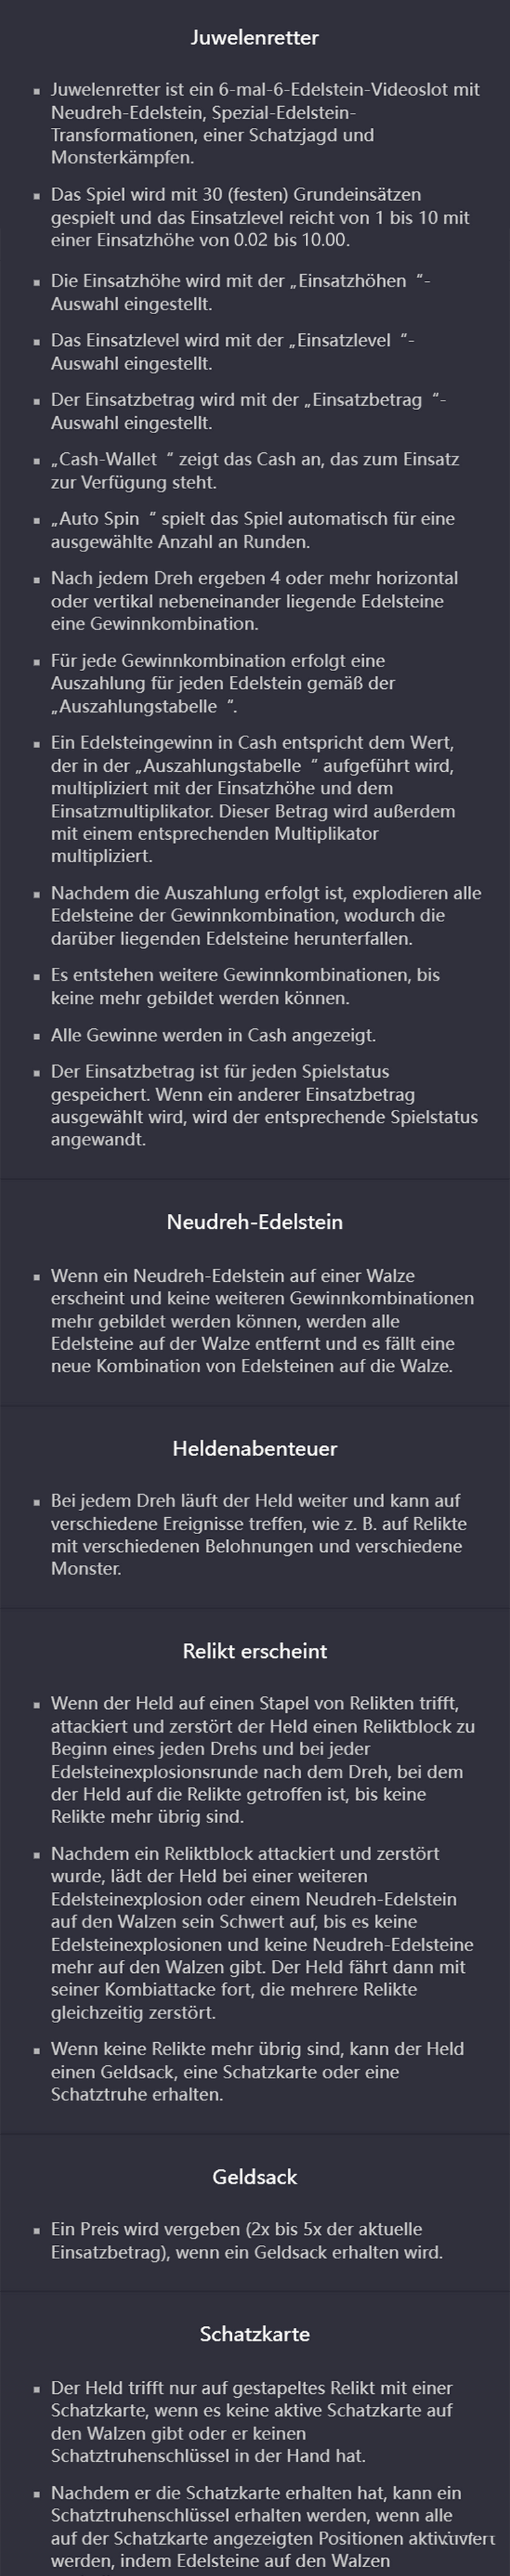 Juwelenretter
▪ Juwelenretter ist ein 6-mal-6-Edelstein-Videoslot mit
Neudreh-Edelstein, Spezial-Edelstein-
Transformationen, einer Schatzjagd und
Monsterkämpfen.
▪ Das Spiel wird mit 30 (festen) Grundeinsätzen
gespielt und das Einsatzlevel reicht von 1 bis 10 mit
einer Einsatzhöhe von 0.02 bis 10.00.
▪ Die Einsatzhöhe wird mit der „Einsatzhöhen “-
Auswahl eingestellt.
▪ Das Einsatzlevel wird mit der „Einsatzlevel “-
Auswahl eingestellt.
▪ Der Einsatzbetrag wird mit der „Einsatzbetrag “-
Auswahl eingestellt.
▪ „Cash-Wallet “ zeigt das Cash an, das zum Einsatz
zur Verfügung steht.
▪ „Auto Spin “ spielt das Spiel automatisch für eine
ausgewählte Anzahl an Runden.
▪ Nach jedem Dreh ergeben 4 oder mehr horizontal
oder vertikal nebeneinander liegende Edelsteine
eine Gewinnkombination.
▪ Für jede Gewinnkombination erfolgt eine
Auszahlung für jeden Edelstein gemäß der
„Auszahlungstabelle “.
▪ Ein Edelsteingewinn in Cash entspricht dem Wert,
der in der „Auszahlungstabelle “ aufgeführt wird,
multipliziert mit der Einsatzhöhe und dem
Einsatzmultiplikator. Dieser Betrag wird außerdem
mit einem entsprechenden Multiplikator
multipliziert.
▪ Nachdem die Auszahlung erfolgt ist, explodieren alle
Edelsteine der Gewinnkombination, wodurch die
darüber liegenden Edelsteine herunterfallen.
▪ Es entstehen weitere Gewinnkombinationen, bis
keine mehr gebildet werden können.
▪ Alle Gewinne werden in Cash angezeigt.
▪ Der Einsatzbetrag ist für jeden Spielstatus
gespeichert. Wenn ein anderer Einsatzbetrag
ausgewählt wird, wird der entsprechende Spielstatus
angewandt.
Neudreh-Edelstein
▪ Wenn ein Neudreh-Edelstein auf einer Walze
erscheint und keine weiteren Gewinnkombinationen
mehr gebildet werden können, werden alle
Edelsteine auf der Walze entfernt und es fällt eine
neue Kombination von Edelsteinen auf die Walze.
Heldenabenteuer
▪ Bei jedem Dreh läuft der Held weiter und kann auf
verschiedene Ereignisse treffen, wie z. B. auf Relikte
mit verschiedenen Belohnungen und verschiedene
Monster.
Relikt erscheint
▪ Wenn der Held auf einen Stapel von Relikten trifft,
attackiert und zerstört der Held einen Reliktblock zu
Beginn eines jeden Drehs und bei jeder
Edelsteinexplosionsrunde nach dem Dreh, bei dem
der Held auf die Relikte getroffen ist, bis keine
Relikte mehr übrig sind.
▪ Nachdem ein Reliktblock attackiert und zerstört
wurde, lädt der Held bei einer weiteren
Edelsteinexplosion oder einem Neudreh-Edelstein
auf den Walzen sein Schwert auf, bis es keine
Edelsteinexplosionen und keine Neudreh-Edelsteine
mehr auf den Walzen gibt. Der Held fährt dann mit
seiner Kombiattacke fort, die mehrere Relikte
gleichzeitig zerstört.
▪ Wenn keine Relikte mehr übrig sind, kann der Held
einen Geldsack, eine Schatzkarte oder eine
Schatztruhe erhalten.
Geldsack
▪ Ein Preis wird vergeben (2x bis 5x der aktuelle
Einsatzbetrag), wenn ein Geldsack erhalten wird.
Schatzkarte
▪ Der Held trifft nur auf gestapeltes Relikt mit einer
Schatzkarte, wenn es keine aktive Schatzkarte auf
den Walzen gibt oder er keinen
Schatztruhenschlüssel in der Hand hat.
▪ Nachdem er die Schatzkarte erhalten hat, kann ein
Schatztruhenschlüssel erhalten werden, wenn alle
auf der Schatzkarte angezeigten Positionen
werden, indem Edelsteine auf den Walzen